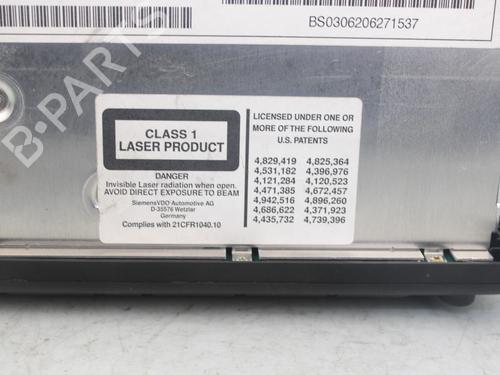 BS0306206271537
CLASS 1
LASER PRODUCT
DANGER
Invisible Laser radiation when open.
AVOID DIRECT EXPOSURE TO BEAM
SiemensVDO Automotive AG
D-35576 Wetzlar
Germany
Complies with 21CFR1040.10
LICENSED UNDER ONE OR
MORE OF THE FOLLOWING
U.S. PATENTS
4,829,419 4,825,364
4,531,182 4,396,976
4,121,284 4,120,523
4,471,385 4,672,457
4,942,516 4,896,260
4,686,622 4,371,923
4,435,732 4,739,396
B-PARTS